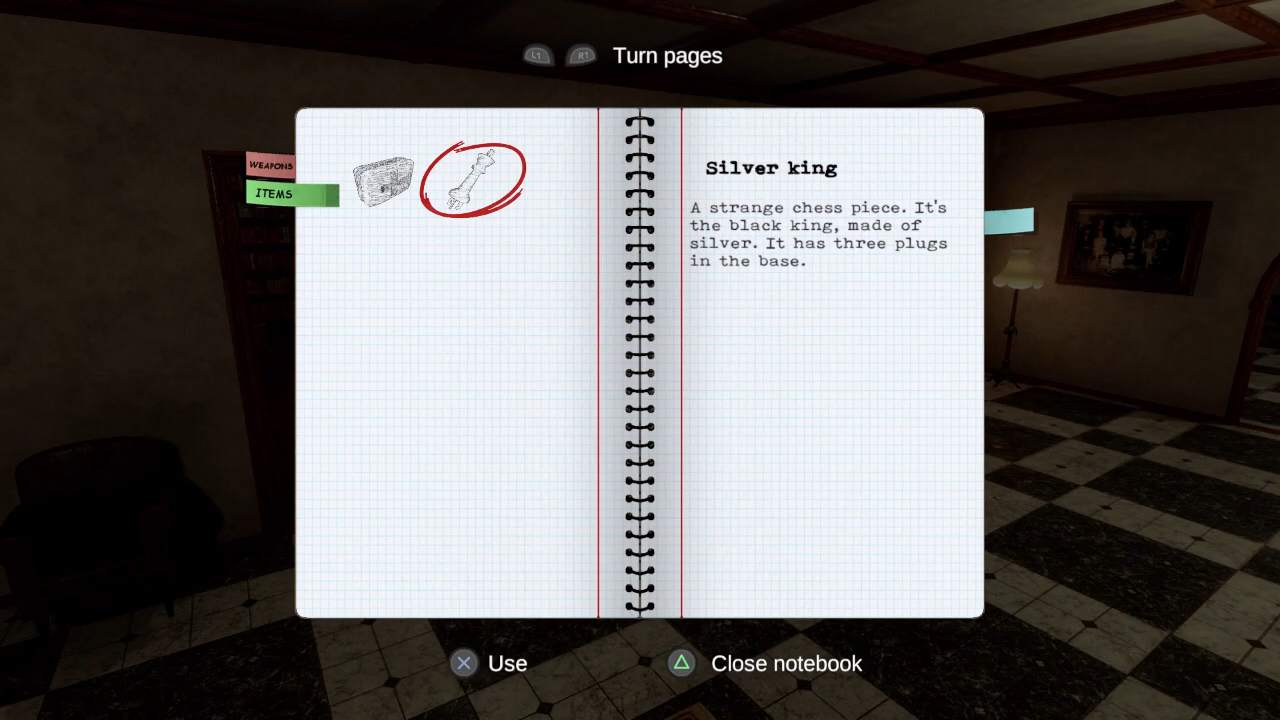 L1 R1 Turn pages
WEAPONS
ITEMS
Silver king
A strange chess piece. It's
the black king, made of
silver. It has three plugs
in the base.
Use Close notebook